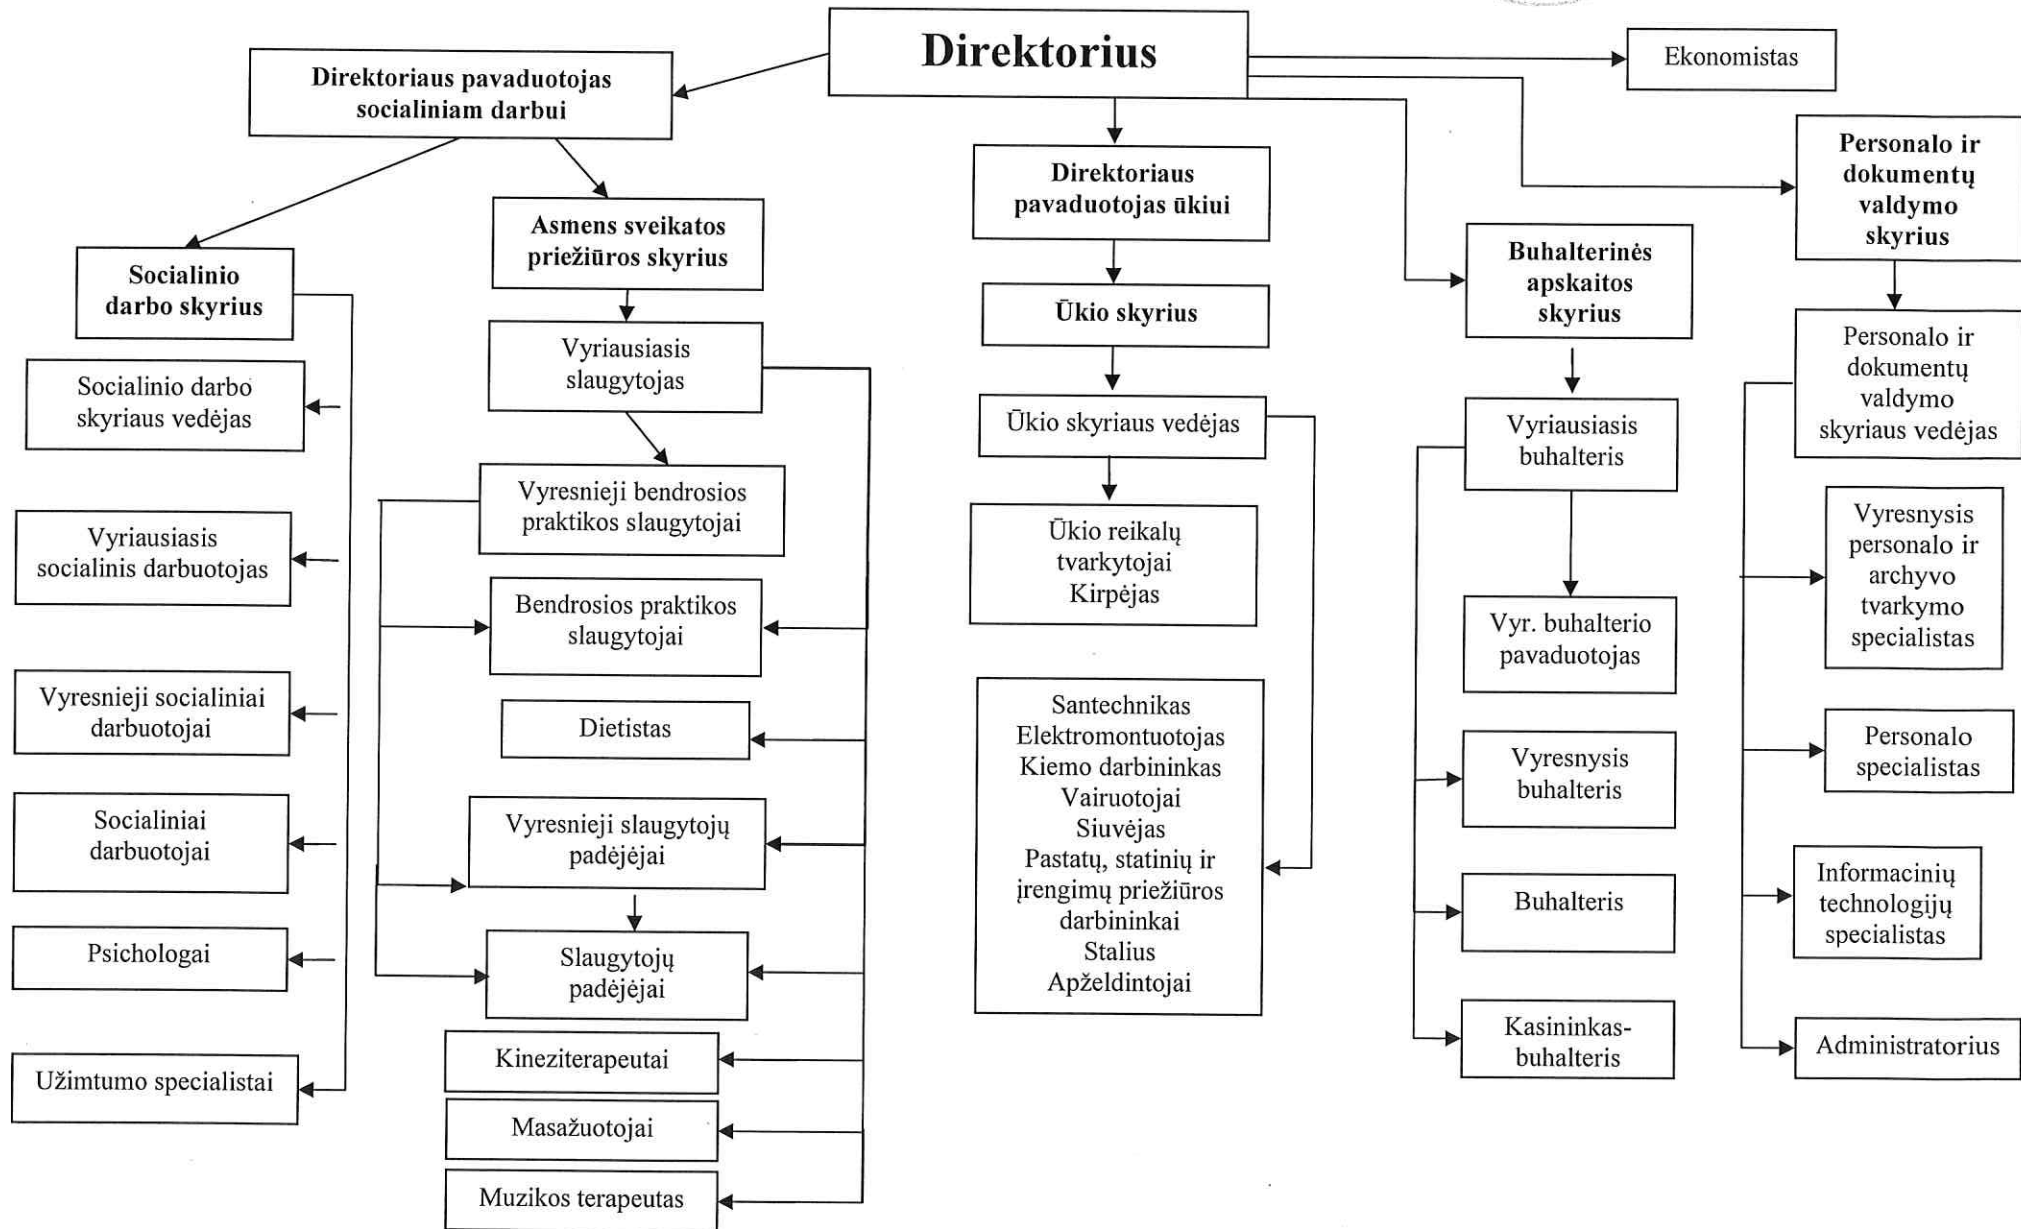 Direktorius
Ekonomistas
Direktoriaus pavaduotojas
socialiniam darbui
Socialinio
darbo skyrius
Socialinio darbo
skyriaus vedėjas
Vyriausiasis
socialinis darbuotojas
Vyresnieji socialiniai
darbuotojai
Socialiniai
darbuotojai
Psichologai
Užimtumo specialistai
Asmens sveikatos
priežiūros skyrius
Vyriausiasis
slaugytojas
Vyresnieji bendrosios
praktikos slaugytojai
Bendrosios praktikos
slaugytojai
Dietistas
Vyresnieji slaugytojų
padėjėjai
Slaugytojų
padėjėjai
Kineziterapeutai
Masažuotojai
Muzikos terapeutas
Direktoriaus
pavaduotojas ūkiui
Ūkio skyrius
Ūkio skyriaus vedėjas
Ūkio reikalų
tvarkytojai
Kirpėjas
Santechnikas
Elektromontuotojas
Kiemo darbininkas
Vairuotojai
Siuvėjas
Pastatų, statinių ir
įrengimų priežiūros
darbininkai
Stalius
Apželdintojai
Buhalterinės
apskaitos
skyrius
Vyriausiasis
buhalteris
Vyr. buhalterio
pavaduotojas
Vyresnysis
buhalteris
Buhalteris
Kasininkas-
buhalteris
Personalo ir
dokumentų
valdymo
skyrius
Personalo ir
dokumentų
valdymo
skyriaus vedėjas
Vyresnysis
personalo ir
archyvo
tvarkymo
specialistas
Personalo
specialistas
Informacinių
technologijų
specialistas
Administratorius